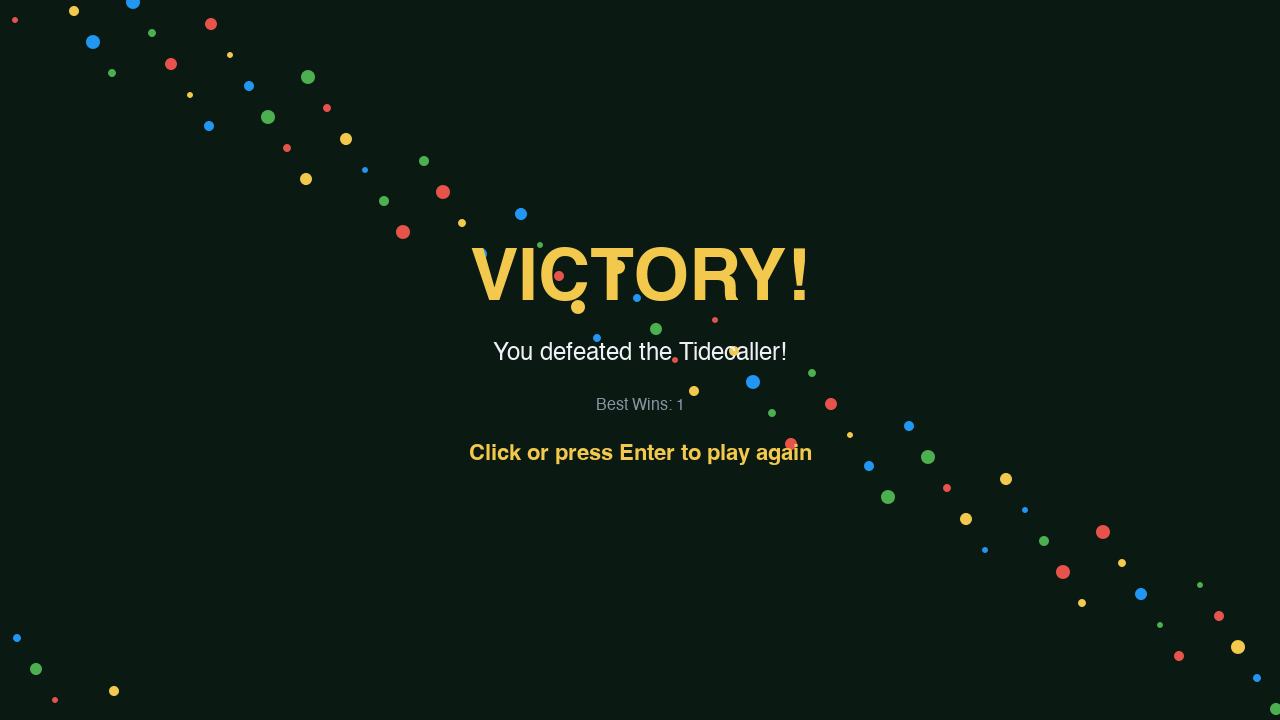 VICTORY!
You defeated the Tidecaller!
Best Wins: 1
Click or press Enter to play again